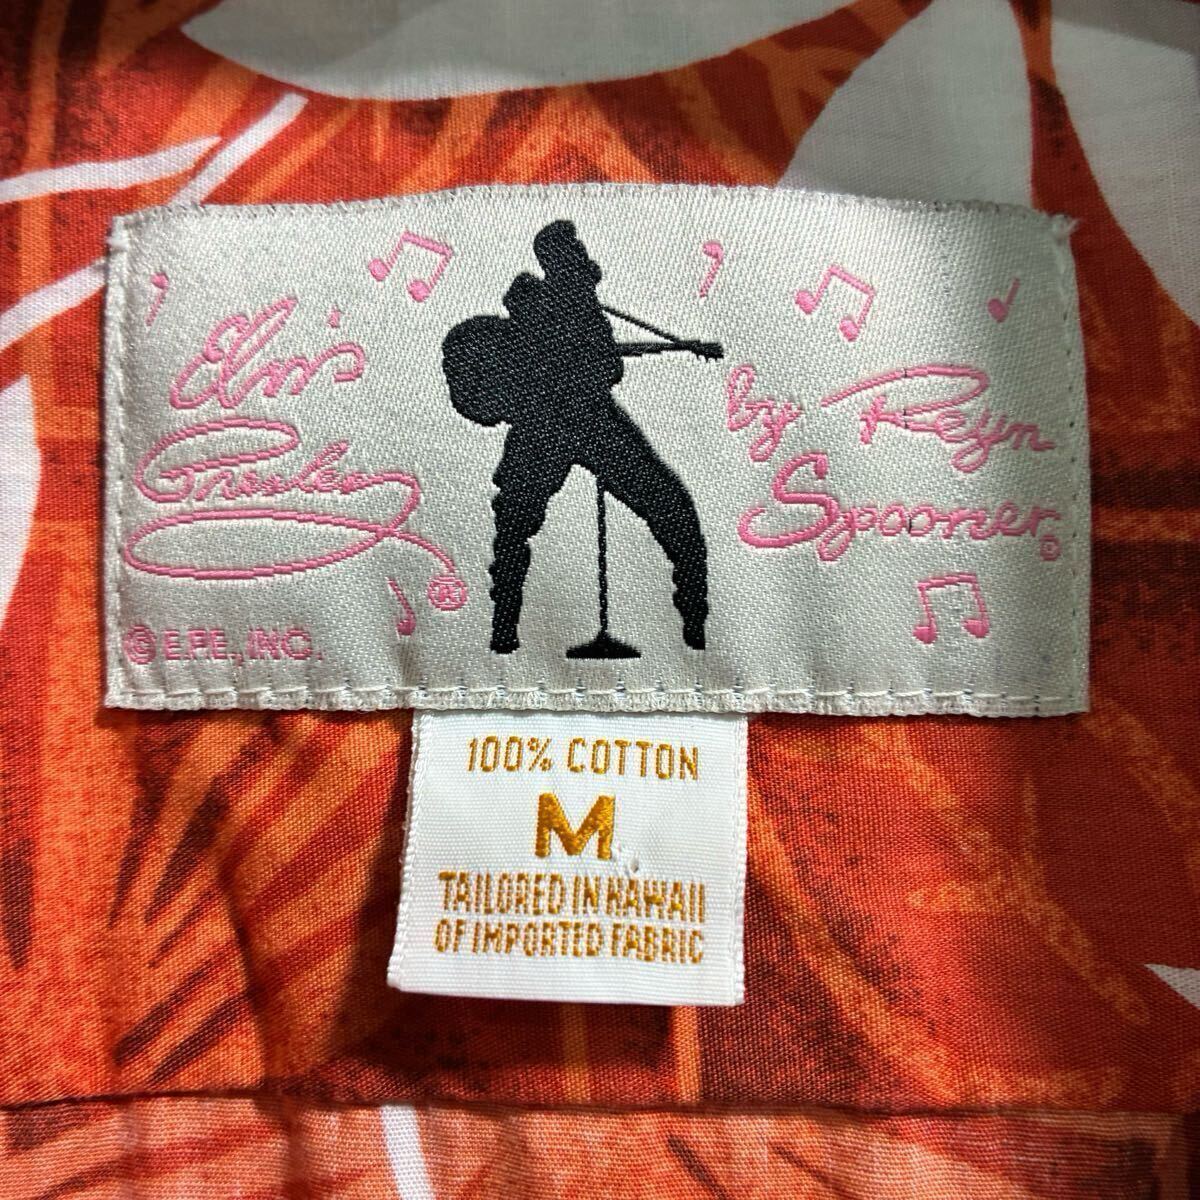 Elvis
Presley
®
© E.P.E., INC.
by Reyn
Spooner ©
100% COTTON
M
TAILORED IN HAWAII
OF IMPORTED FABRIC